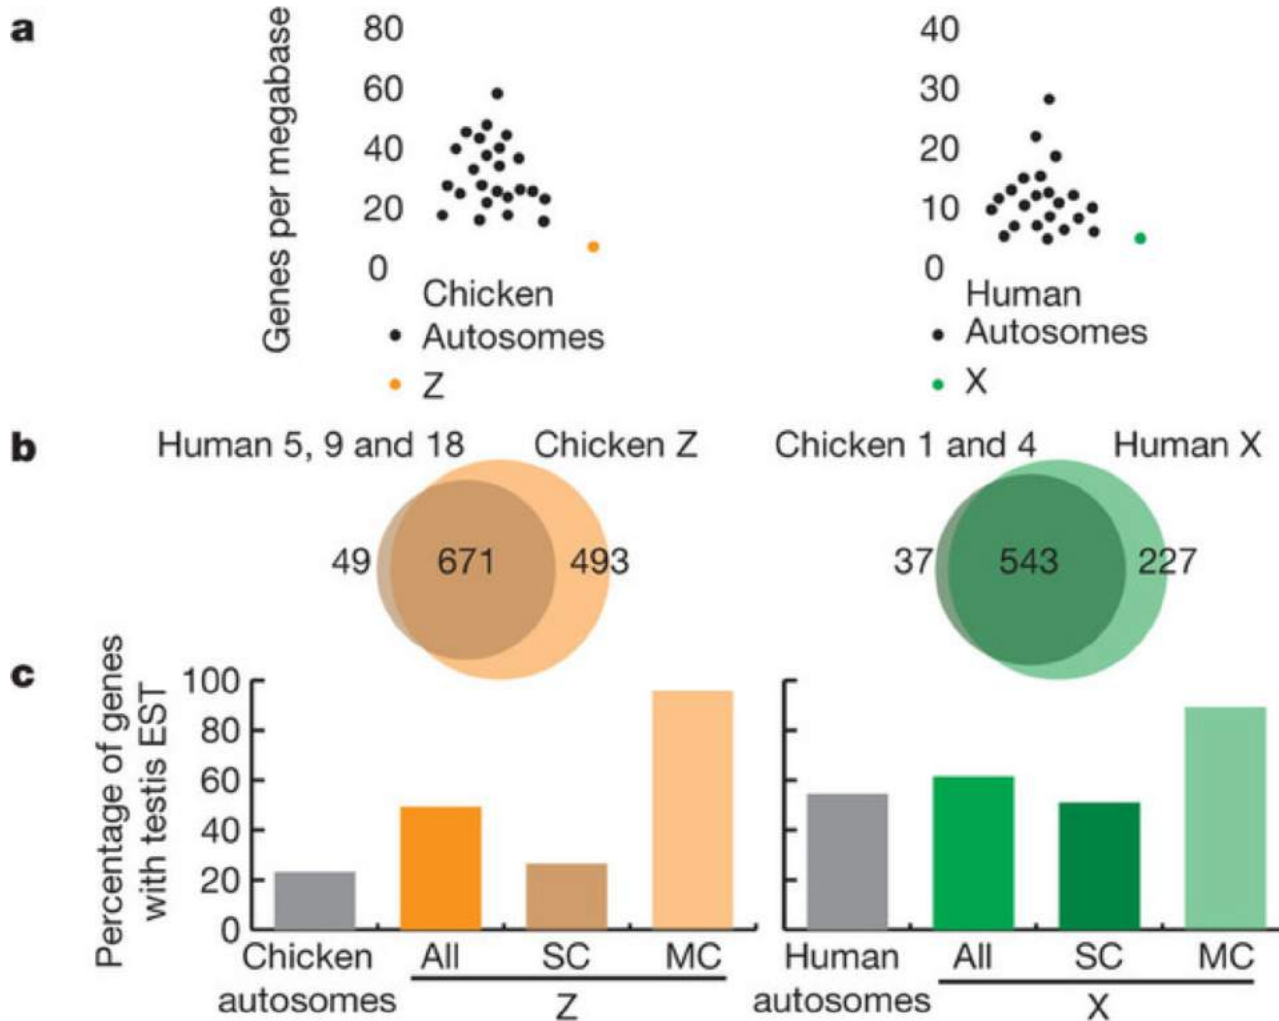 a
Genes per megabase
80
60
40
20
0
Chicken
Autosomes
Z
40
30
20
10
0
Human
Autosomes
X
b
Human 5, 9 and 18
Chicken Z
49
671
493
Chicken 1 and 4
Human X
37
543
227
c
Percentage of genes
with testis EST
100
80
60
40
20
0
Chicken
autosomes
All
SC
MC
Z
Human
autosomes
All
SC
MC
X